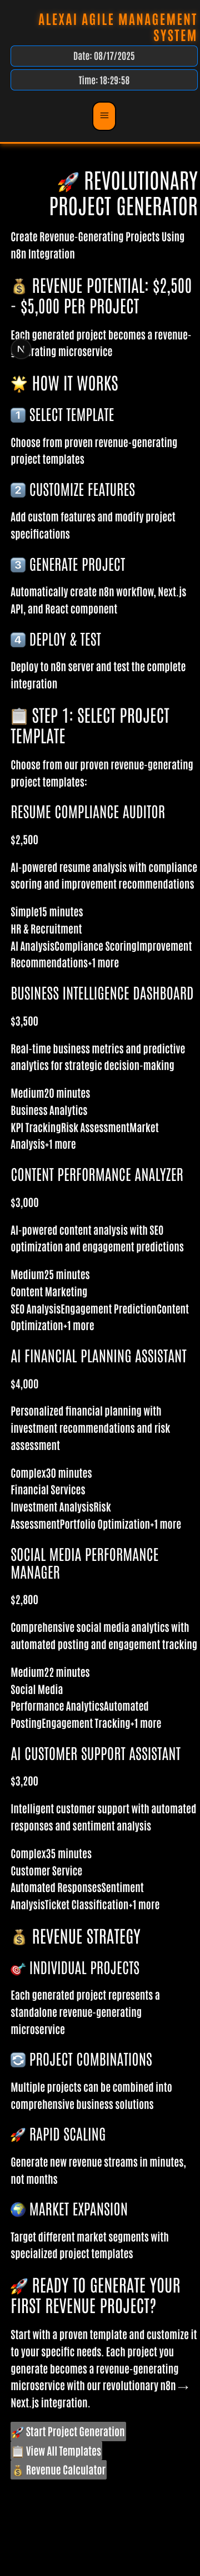 ALEXAI AGILE MANAGEMENT
SYSTEM
Date: 08/17/2025
Time: 18:29:58
≡
🚀 REVOLUTIONARY
PROJECT GENERATOR
Create Revenue-Generating Projects Using
n8n Integration
💰 REVENUE POTENTIAL: $2,500
- $5,000 PER PROJECT
Each generated project becomes a revenue-
N
ating microservice
🌟 HOW IT WORKS
1️⃣ SELECT TEMPLATE
Choose from proven revenue-generating
project templates
2️⃣ CUSTOMIZE FEATURES
Add custom features and modify project
specifications
3️⃣ GENERATE PROJECT
Automatically create n8n workflow, Next.js
API, and React component
4️⃣ DEPLOY & TEST
Deploy to n8n server and test the complete
integration
📋 STEP 1: SELECT PROJECT
TEMPLATE
Choose from our proven revenue-generating
project templates:
RESUME COMPLIANCE AUDITOR
$2,500
AI-powered resume analysis with compliance
scoring and improvement recommendations
Simple15 minutes
HR & Recruitment
AI AnalysisCompliance ScoringImprovement
Recommendations+1 more
BUSINESS INTELLIGENCE DASHBOARD
$3,500
Real-time business metrics and predictive
analytics for strategic decision-making
Medium20 minutes
Business Analytics
KPI TrackingRisk AssessmentMarket
Analysis+1 more
CONTENT PERFORMANCE ANALYZER
$3,000
AI-powered content analysis with SEO
optimization and engagement predictions
Medium25 minutes
Content Marketing
SEO AnalysisEngagement PredictionContent
Optimization+1 more
AI FINANCIAL PLANNING ASSISTANT
$4,000
Personalized financial planning with
investment recommendations and risk
assessment
Complex30 minutes
Financial Services
Investment AnalysisRisk
AssessmentPortfolio Optimization+1 more
SOCIAL MEDIA PERFORMANCE
MANAGER
$2,800
Comprehensive social media analytics with
automated posting and engagement tracking
Medium22 minutes
Social Media
Performance AnalyticsAutomated
PostingEngagement Tracking+1 more
AI CUSTOMER SUPPORT ASSISTANT
$3,200
Intelligent customer support with automated
responses and sentiment analysis
Complex35 minutes
Customer Service
Automated ResponsesSentiment
AnalysisTicket Classification+1 more
💰 REVENUE STRATEGY
🎯 INDIVIDUAL PROJECTS
Each generated project represents a
standalone revenue-generating
microservice
🔄 PROJECT COMBINATIONS
Multiple projects can be combined into
comprehensive business solutions
🚀 RAPID SCALING
Generate new revenue streams in minutes,
not months
🌍 MARKET EXPANSION
Target different market segments with
specialized project templates
🚀 READY TO GENERATE YOUR
FIRST REVENUE PROJECT?
Start with a proven template and customize it
to your specific needs. Each project you
generate becomes a revenue-generating
microservice with our revolutionary n8n→
Next.js integration.
🚀 Start Project Generation
📋 View All Templates
💰 Revenue Calculator